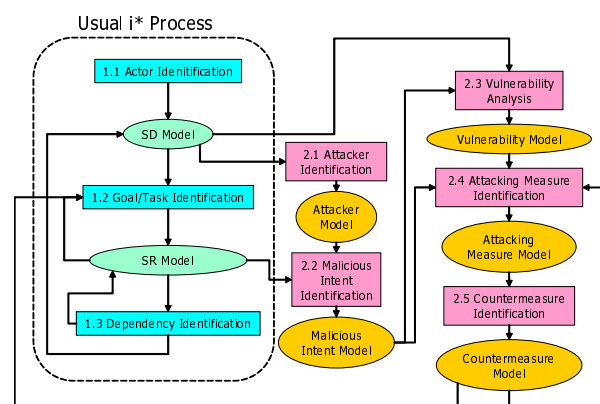 Usual i* Process
1.1 Actor Idenitification
SD Model
1.2 Goal/Task Identification
SR Model
1.3 Dependency Identification
2.1 Attacker
Identification
Attacker
Model
2.2 Malicious
Intent
Identification
Malicious
Intent Model
2.3 Vulnerability
Analysis
Vulnerability Model
2.4 Attacking Measure
Identification
Attacking
Measure Model
2.5 Countermeasure
Identification
Countermeasure
Model